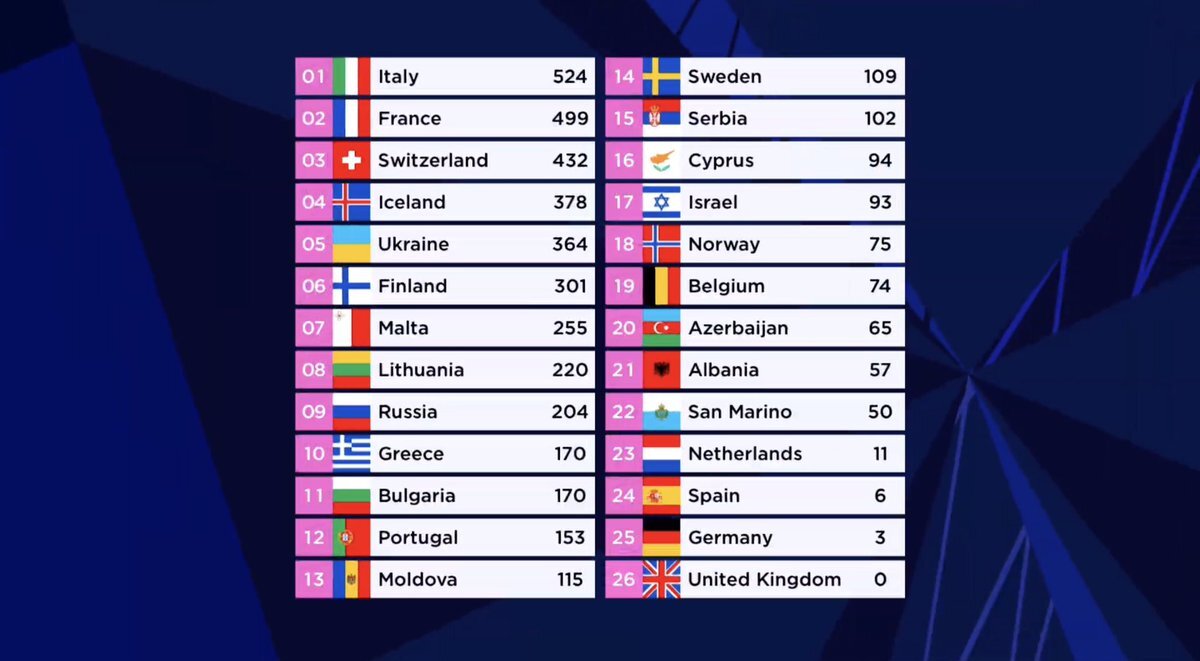 01 Italy 524
02 France 499
03 Switzerland 432
04 Iceland 378
05 Ukraine 364
06 Finland 301
07 Malta 255
08 Lithuania 220
09 Russia 204
10 Greece 170
11 Bulgaria 170
12 Portugal 153
13 Moldova 115
14 Sweden 109
15 Serbia 102
16 Cyprus 94
17 Israel 93
18 Norway 75
19 Belgium 74
20 Azerbaijan 65
21 Albania 57
22 San Marino 50
23 Netherlands 11
24 Spain 6
25 Germany 3
26 United Kingdom 0